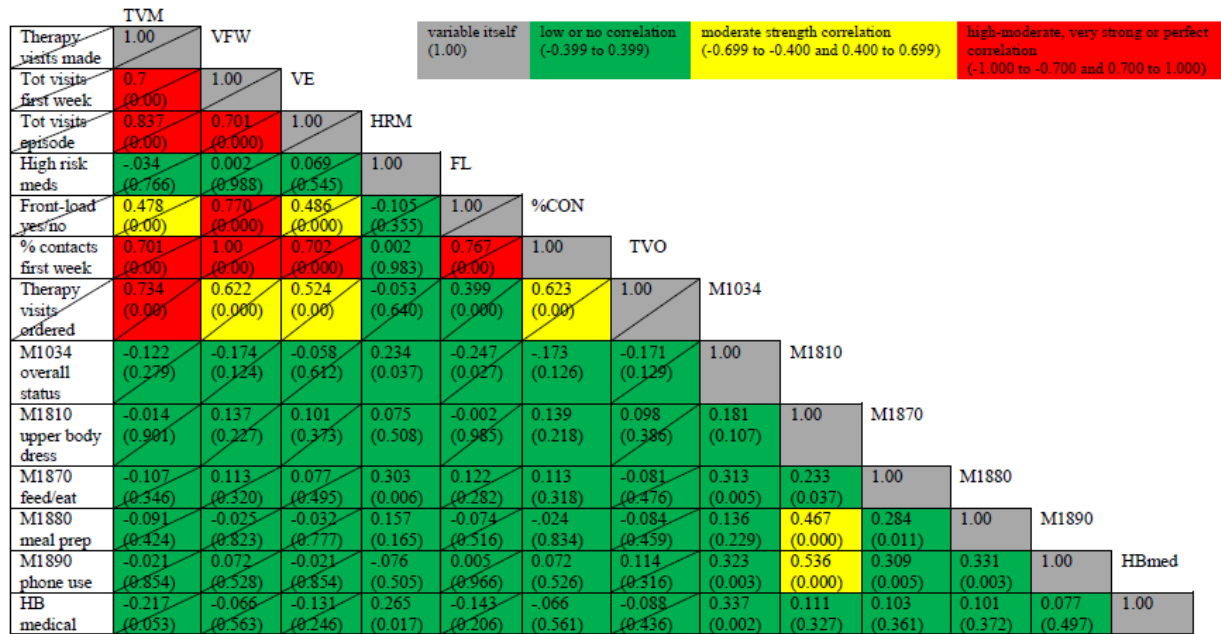 TVM
variable itself
(1.00)
low or no correlation
(-0.399 to 0.399)
moderate strength correlation
(-0.699 to -0.400 and 0.400 to 0.699)
high-moderate, very strong or perfect
correlation
(-1.000 to -0.700 and 0.700 to 1.000)
Therapy 1.00 VFW
visits made
Tot visits 0.7 1.00 VE
first week (0.00)
Tot visits 0.837 0.701 1.00 HRM
episode (0.00) (0.000)
High risk -.034 0.002 0.069 1.00 FL
meds (0.766) (0.988) (0.545)
Front-load 0.478 0.770 0.486 -0.105 1.00 %CON
yes/no (0.00) (0.000) (0.000) (0.355)
% contacts 0.701 1.00 0.702 0.002 0.767 1.00 TVO
first week (0.00) (0.00) (0.000) (0.983) (0.00)
Therapy 0.734 0.622 0.524 -0.053 0.399 0.623 1.00 M1034
visits (0.00) (0.000) (0.00) (0.640) (0.000) (0.00)
ordered
M1034 -0.122 -0.174 -0.058 0.234 -0.247 -.173 -0.171 1.00 M1810
overall (0.279) (0.124) (0.612) (0.037) (0.027) (0.126) (0.129)
status
M1810 -0.014 0.137 0.101 0.075 -0.002 0.139 0.098 0.181 1.00 M1870
upper body (0.901) (0.227) (0.373) (0.508) (0.985) (0.218) (0.386) (0.107)
dress
M1870 -0.107 0.113 0.077 0.303 0.122 0.113 -0.081 0.313 0.233 1.00 M1880
feed/eat (0.346) (0.320) (0.495) (0.006) (0.282) (0.318) (0.476) (0.005) (0.037)
M1880 -0.091 -0.025 -0.032 0.157 -0.074 -.024 -0.084 0.136 0.467 0.284 1.00 M1890
meal prep (0.424) (0.823) (0.777) (0.165) (0.516) (0.834) (0.459) (0.229) (0.000) (0.011)
M1890 -0.021 0.072 -0.021 -.076 0.005 0.072 0.114 0.323 0.536 0.309 0.331 1.00 HBmed
phone use (0.854) (0.528) (0.854) (0.505) (0.966) (0.526) (0.316) (0.003) (0.000) (0.005) (0.003)
HB -0.217 -0.066 -0.131 0.265 -0.143 -.066 -0.088 0.337 0.111 0.103 0.101 0.077 1.00
medical (0.053) (0.563) (0.246) (0.017) (0.206) (0.561) (0.436) (0.002) (0.327) (0.361) (0.372) (0.497)